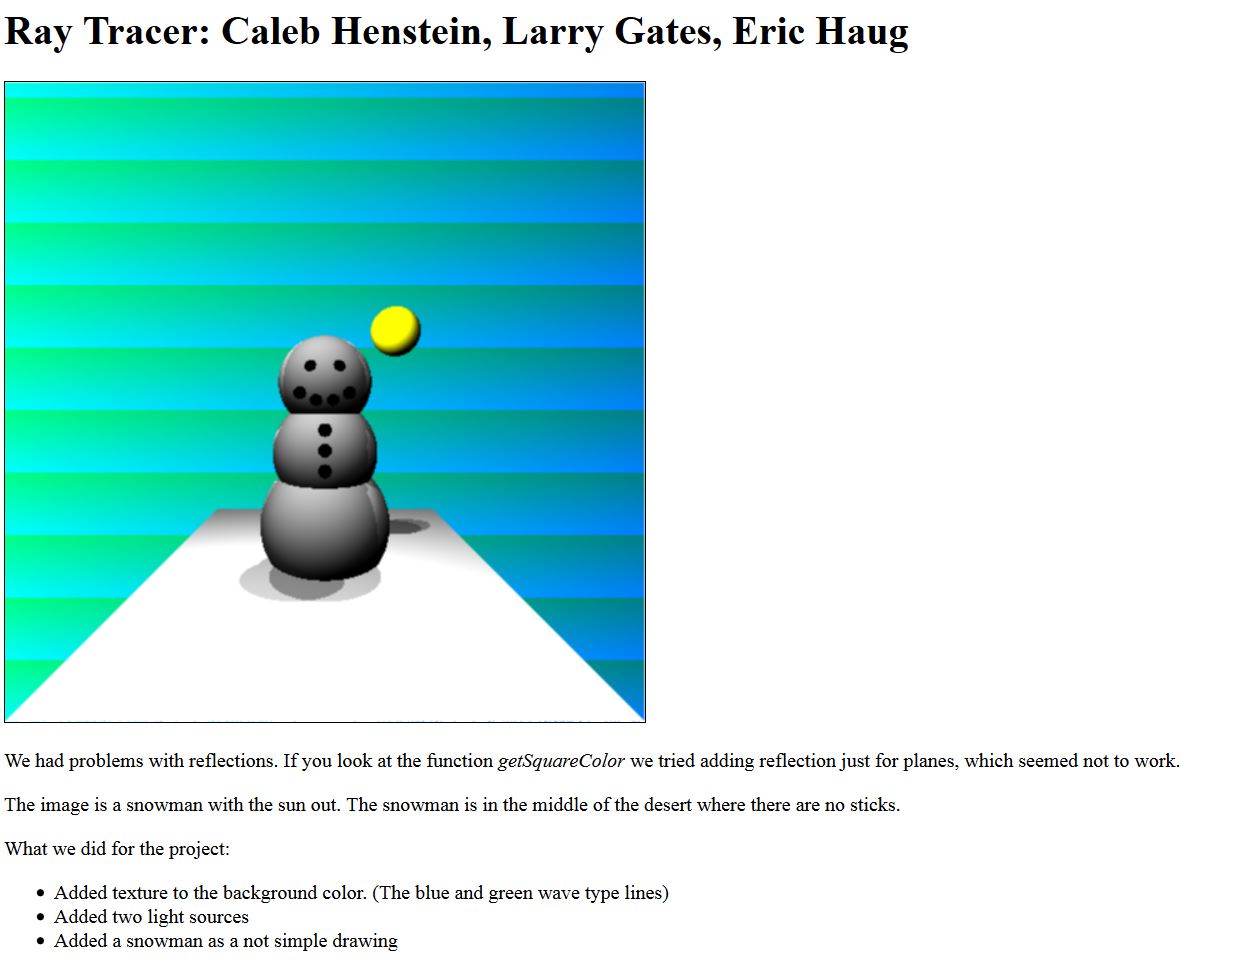 Ray Tracer: Caleb Henstein, Larry Gates, Eric Haug
We had problems with reflections. If you look at the function getSquareColor we tried adding reflection just for planes, which seemed not to work.
The image is a snowman with the sun out. The snowman is in the middle of the desert where there are no sticks.
What we did for the project:
• Added texture to the background color. (The blue and green wave type lines)
• Added two light sources
• Added a snowman as a not simple drawing